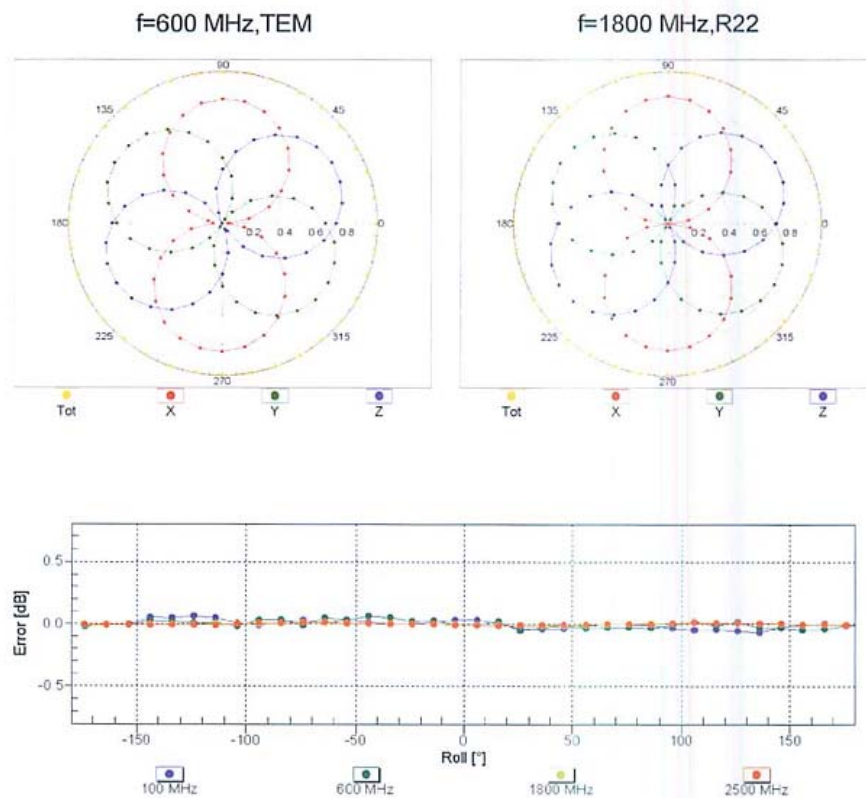 f=600 MHz,TEM
f=1800 MHz,R22
90
135
45
180
0.2
0.4
0.6
0.8
0
225
315
270
Tot
X
Y
Z
90
135
45
180
0.2
0.4
0.6
0.8
0
225
315
270
Tot
X
Y
Z
Error [dB]
0.5
0.0
-0.5
-150
-100
-50
0
50
100
150
Roll [°]
100 MHz
600 MHz
1800 MHz
2500 MHz